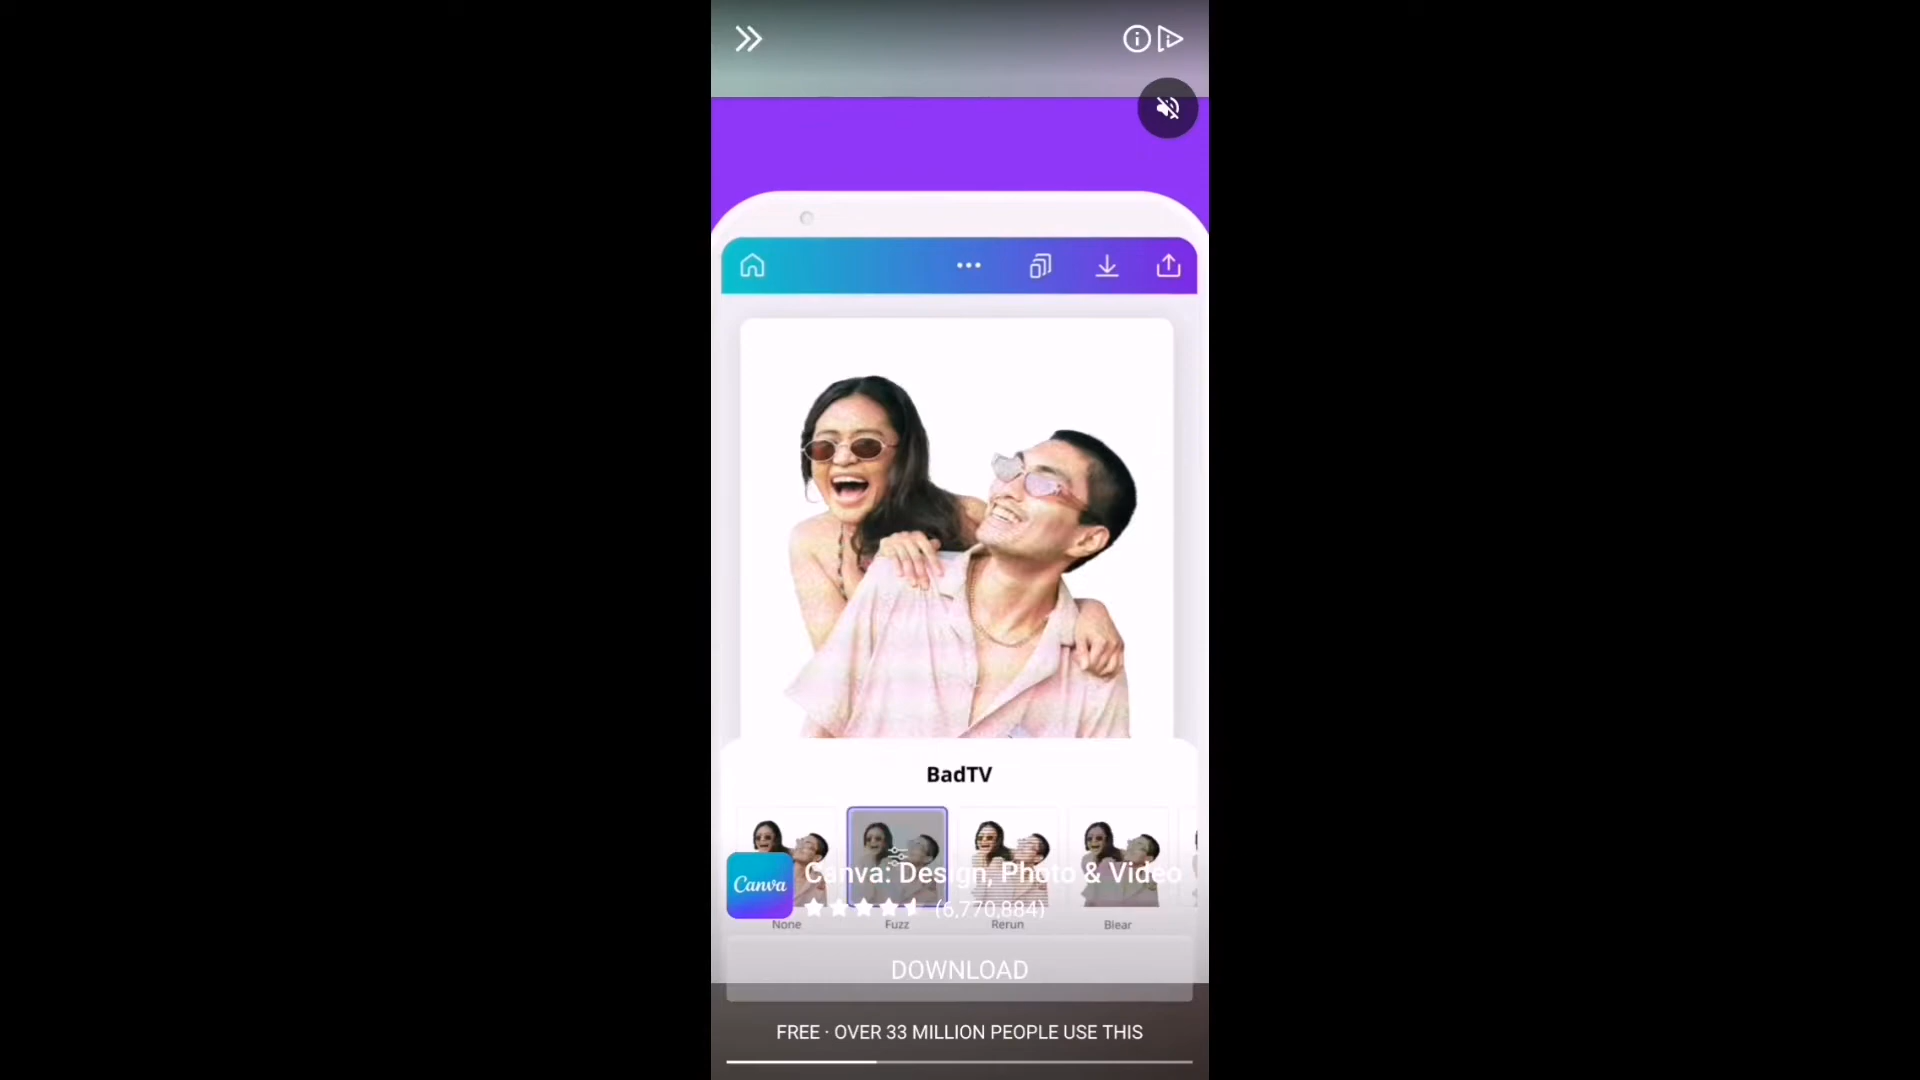 BadTV
Canva
Canva: Design, Photo & Video
(6,770,884)
None
Fuzz
Rerun
Blear
DOWNLOAD
FREE · OVER 33 MILLION PEOPLE USE THIS